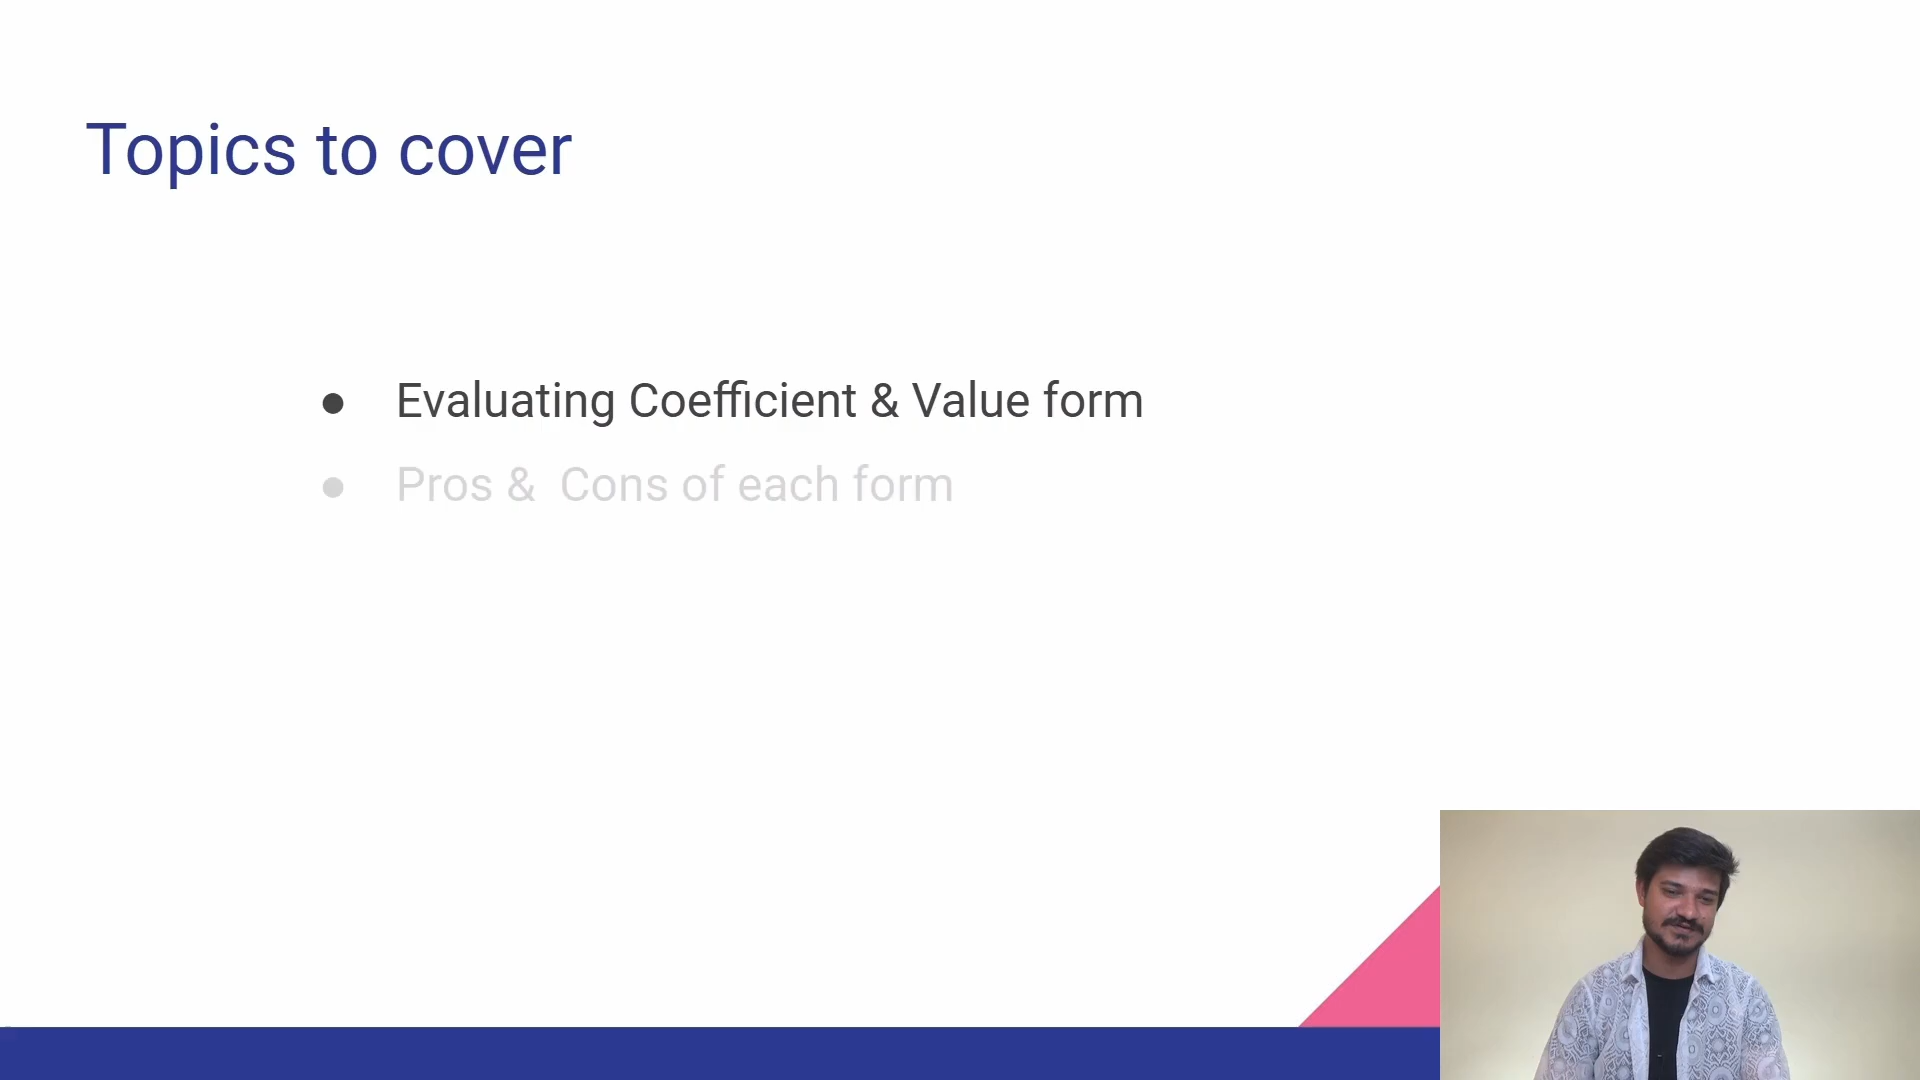 Topics to cover
● Evaluating Coefficient & Value form
● Pros &  Cons of each form